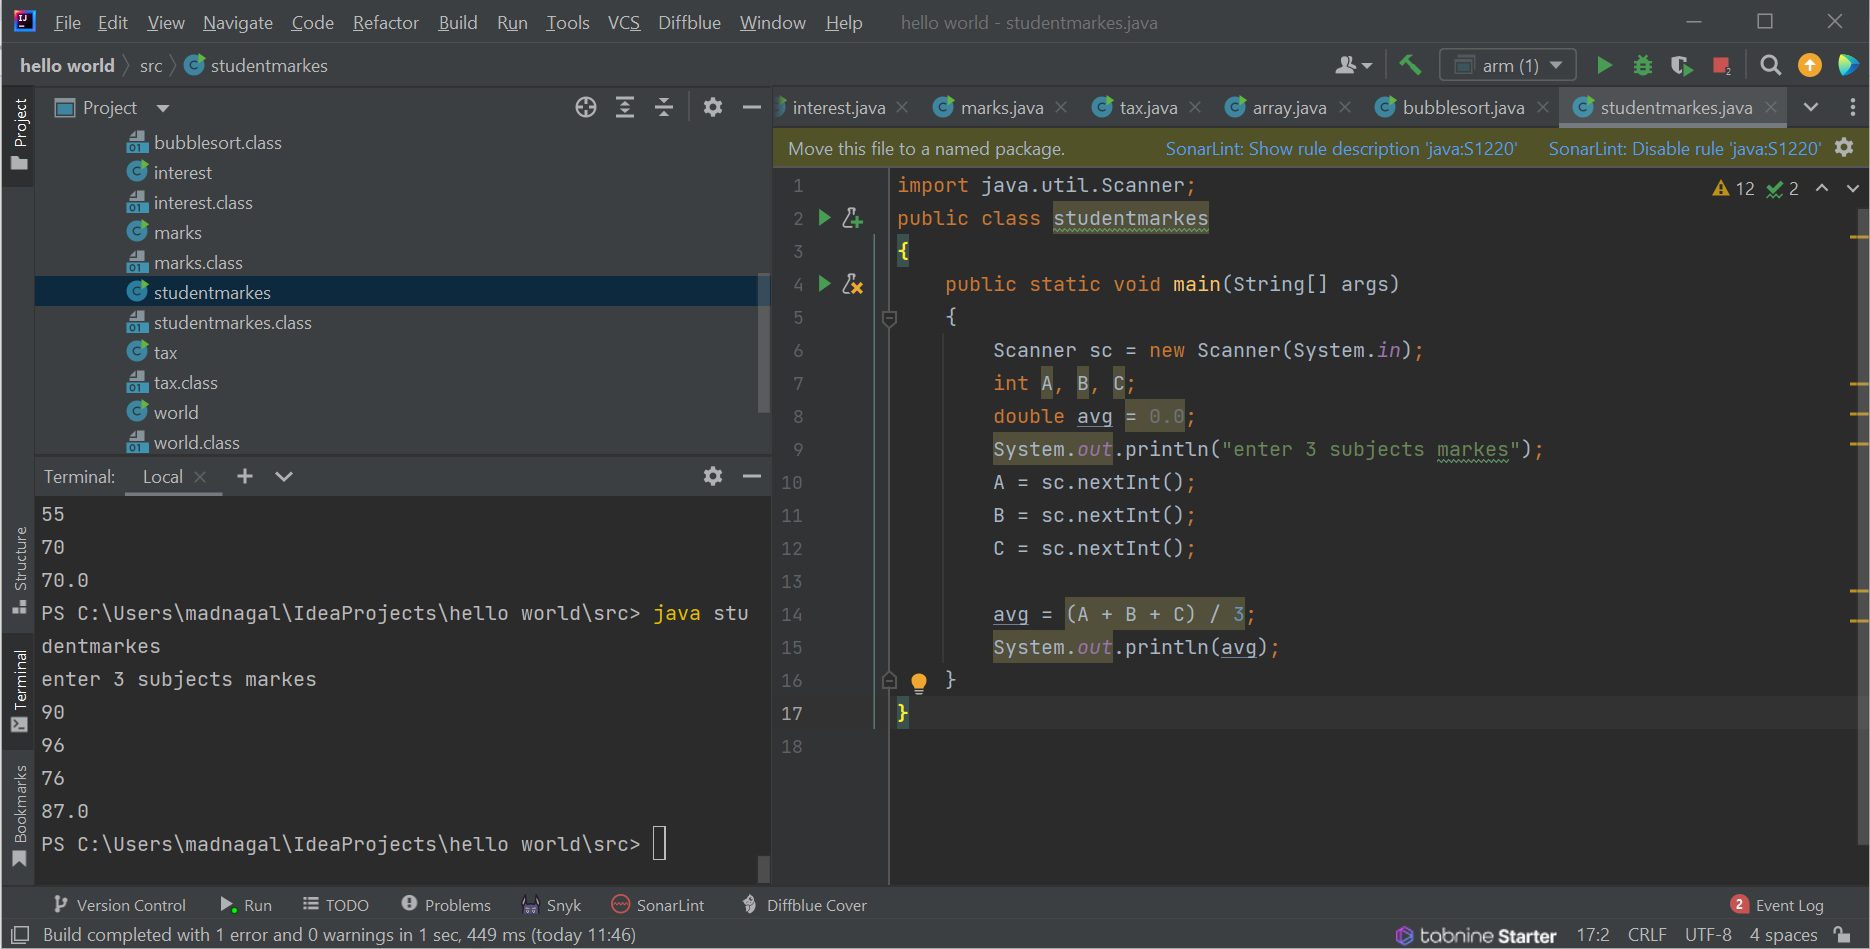 File Edit View Navigate Code Refactor Build Run Tools VCS Diffblue Window Help hello world - studentmarkes.java
hello world src studentmarkes arm (1) 2
Project
bubblesort.class
interest
interest.class
marks
marks.class
studentmarkes
studentmarkes.class
tax
tax.class
world
world.class
Terminal: Local
55
70
70.0
PS C:\Users\madnagal\IdeaProjects\hello world\src> java stu
dentmarkes
enter 3 subjects markes
90
96
76
87.0
PS C:\Users\madnagal\IdeaProjects\hello world\src>
interest.java marks.java tax.java array.java bubblesort.java studentmarkes.java
Move this file to a named package. SonarLint: Show rule description 'java:S1220' SonarLint: Disable rule 'java:S1220'
12 2
1 import java.util.Scanner;
2 public class studentmarkes
3 {
4 public static void main(String[] args)
5 {
6 Scanner sc = new Scanner(System.in);
7 int A, B, C;
8 double avg = 0.0;
9 System.out.println("enter 3 subjects markes");
10 A = sc.nextInt();
11 B = sc.nextInt();
12 C = sc.nextInt();
13
14 avg = (A + B + C) / 3;
15 System.out.println(avg);
16 }
17 }
18
Project
Structure
Terminal
Bookmarks
Version Control Run TODO Problems Snyk SonarLint Diffblue Cover 2 Event Log
Build completed with 1 error and 0 warnings in 1 sec, 449 ms (today 11:46) tabnine Starter 17:2 CRLF UTF-8 4 spaces